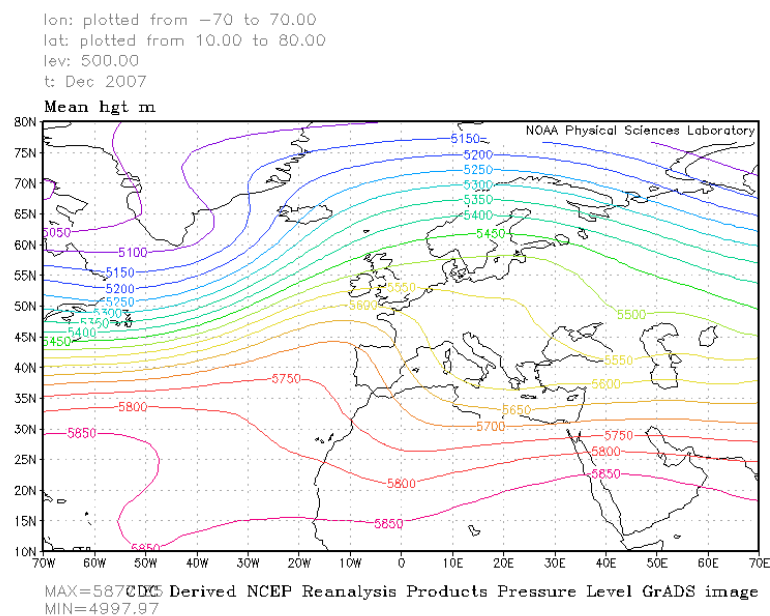 lon: plotted from -70 to 70.00
lat: plotted from 10.00 to 80.00
lev: 500.00
t: Dec 2007
Mean hgt m
80N
NOAA Physical Sciences Laboratory
5150
75N
5200
5250
70N
5300
5350
65N
5400
5050
5450
60N
5100
5150
55N
5200
5550
5250
5600
50N
5300
5500
5350
5400
45N
5450
5550
40N
5750
5600
35N
5800
5650
5700
30N
5850
5750
5800
25N
5850
5800
20N
15N
5850
10N
5850
70W 60W 50W 40W 30W 20W 10W 0 10E 20E 30E 40E 50E 60E 70E
CDC Derived NCEP Reanalysis Products Pressure Level GrADS image
MIN=4997.97